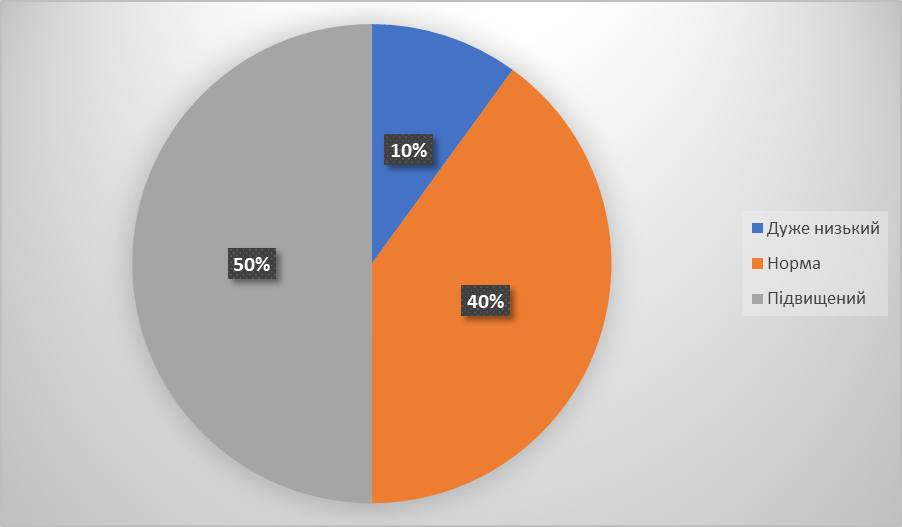 10%
50%
40%
Дуже низький
Норма
Підвищений